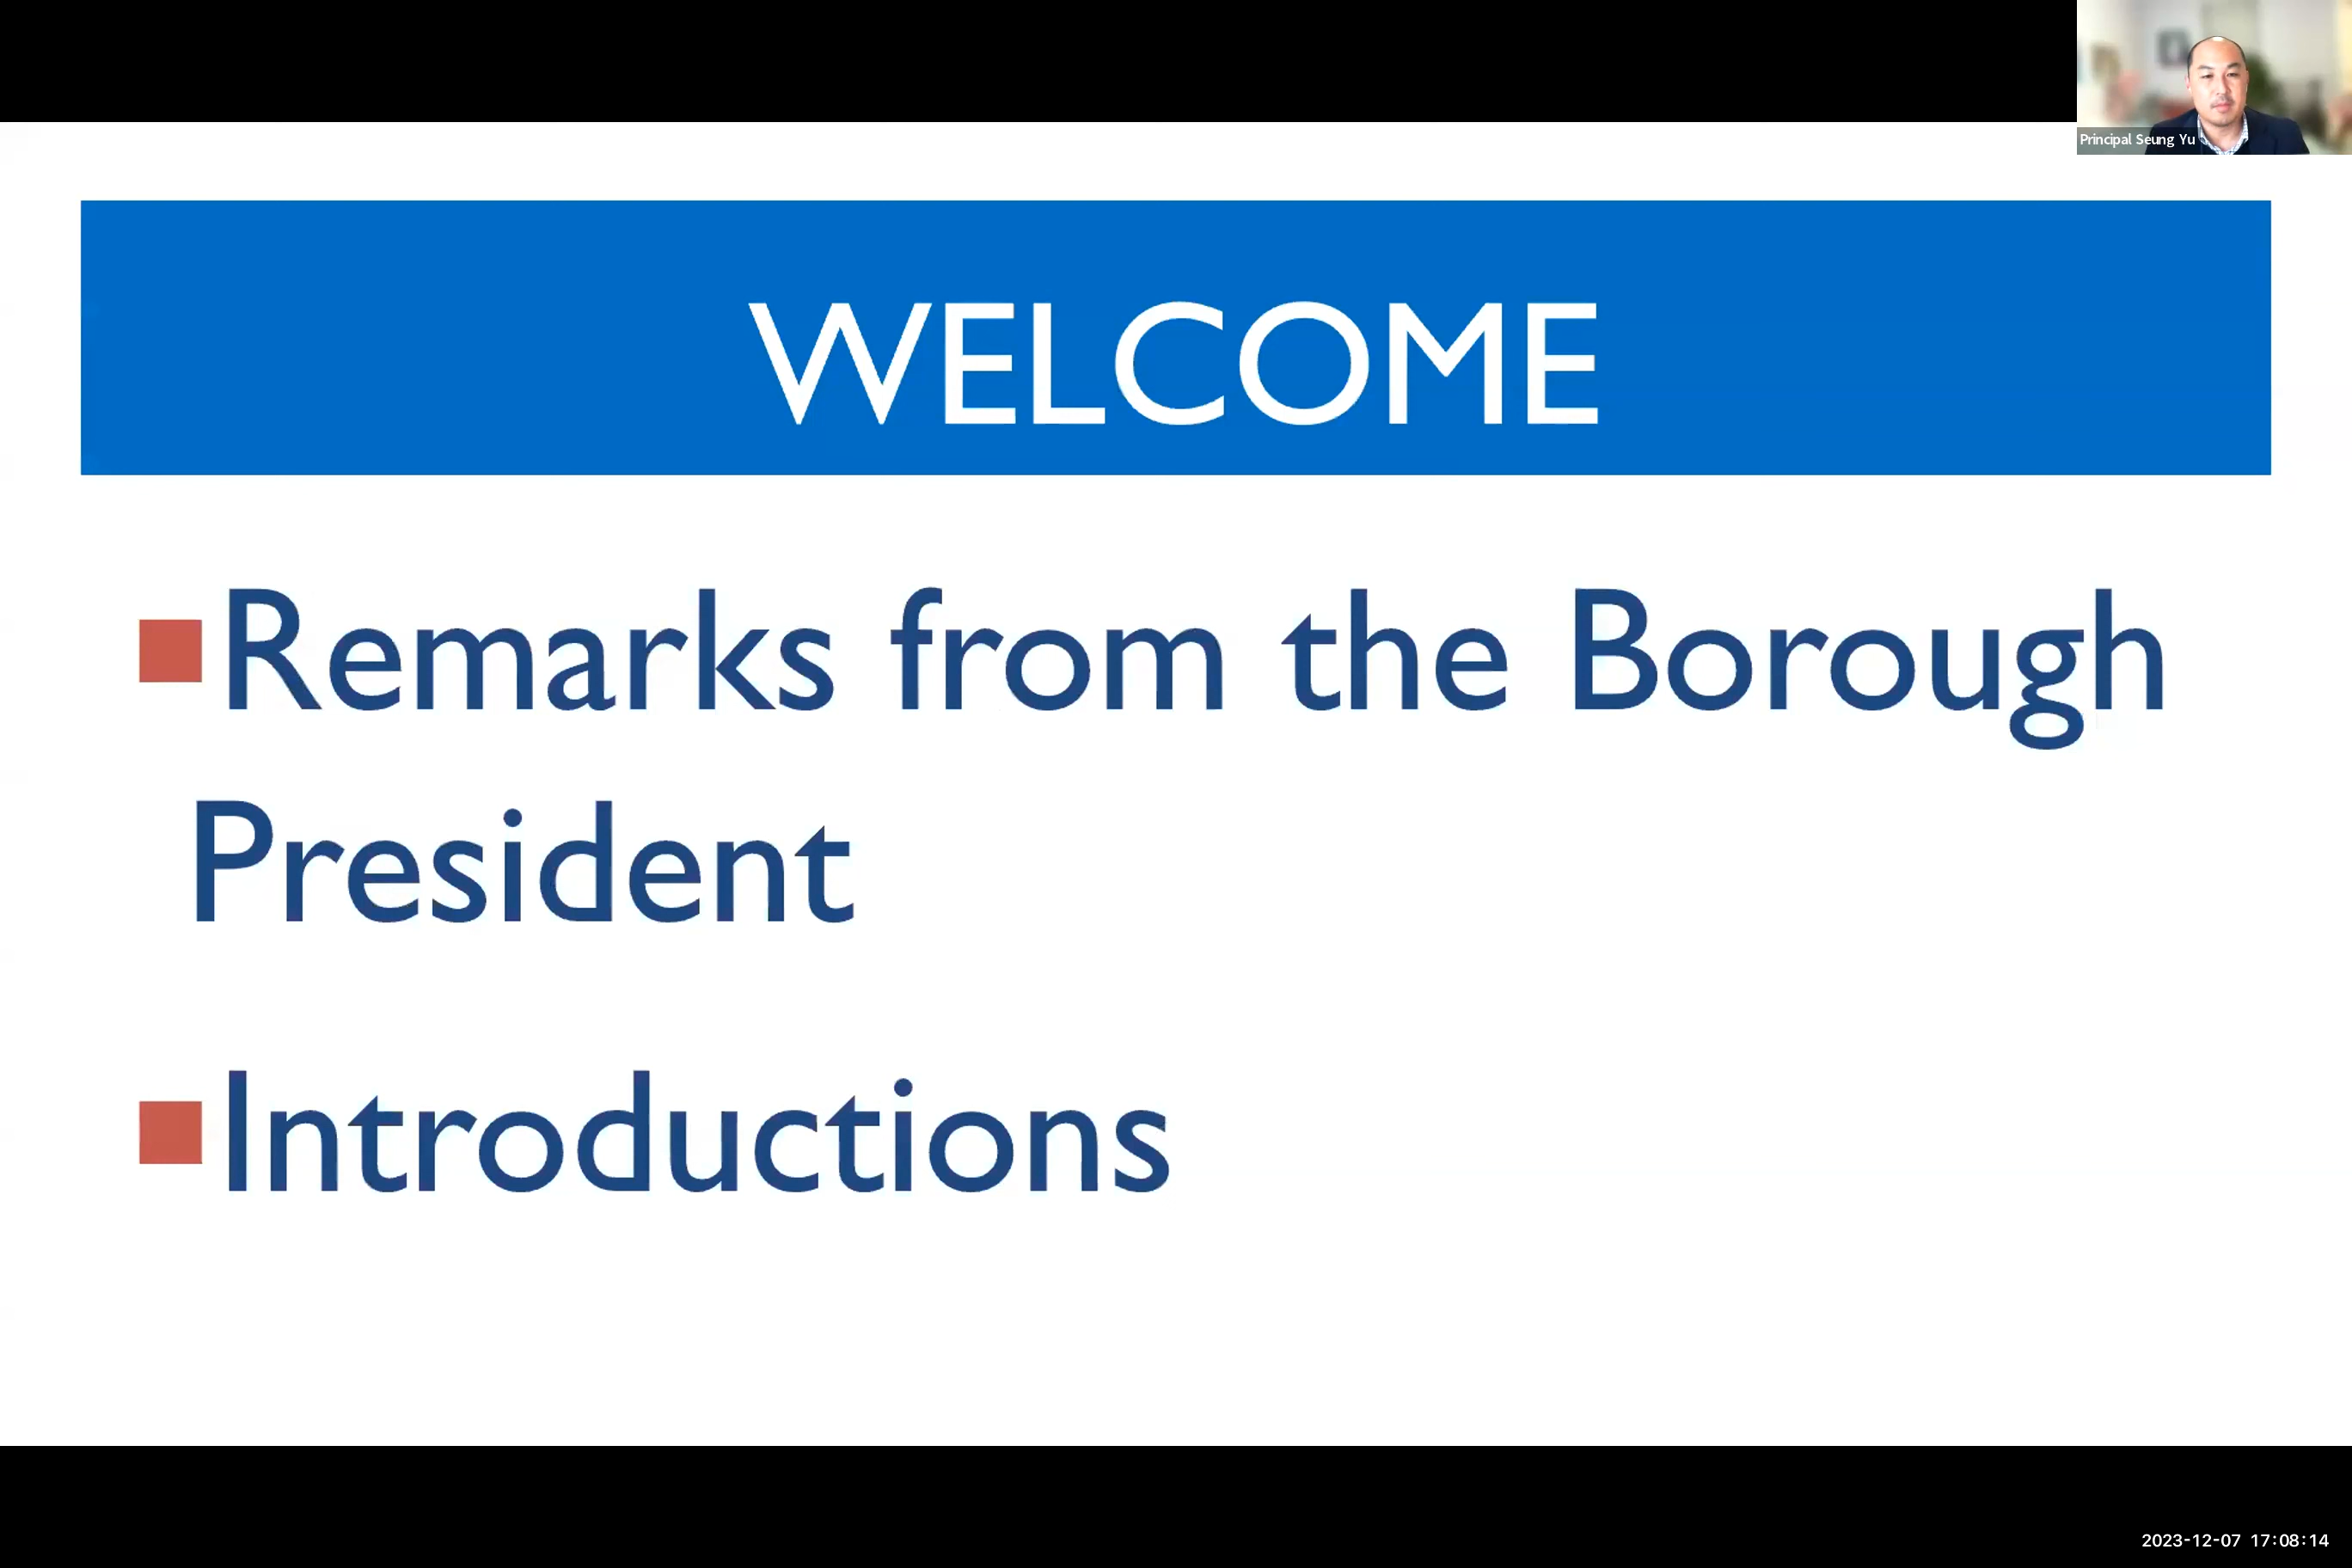 Principal Seung Yu
WELCOME
Remarks from the Borough
President
Introductions
2023-12-07 17:08:14